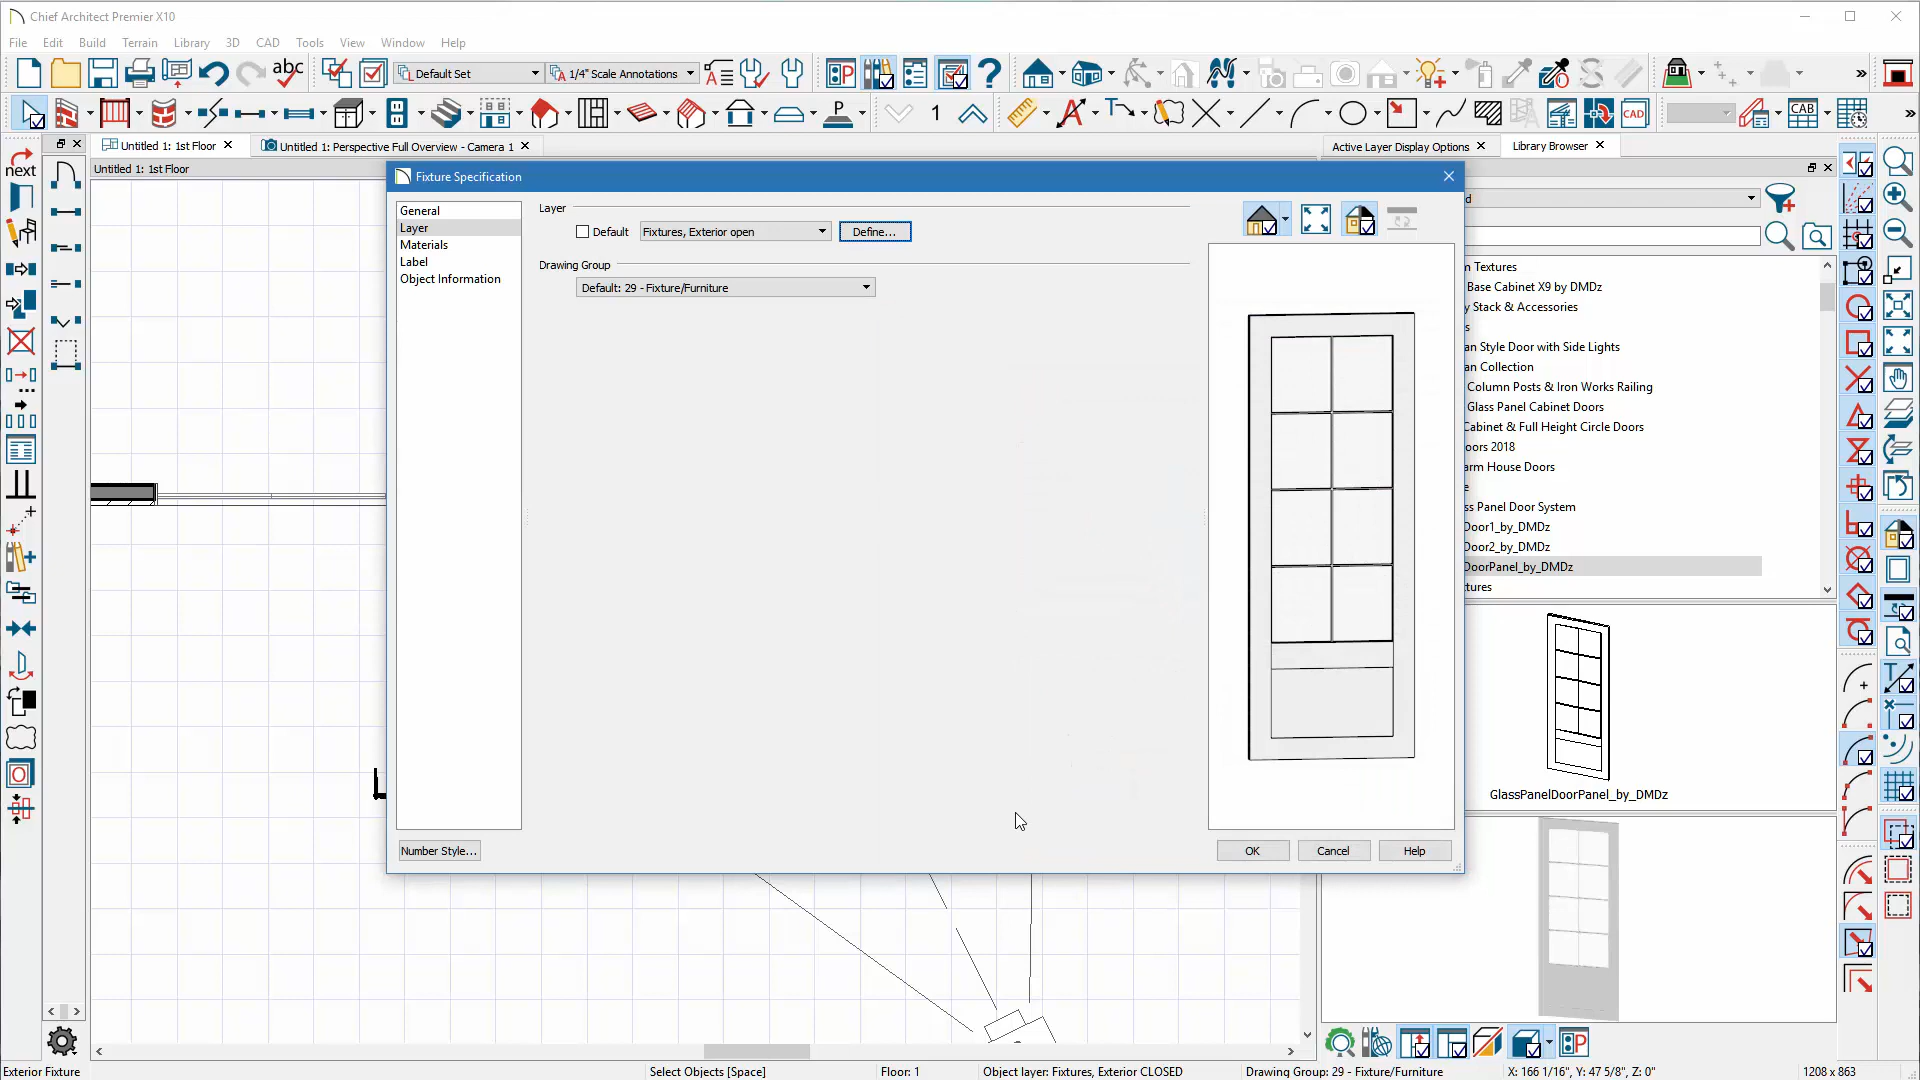 Chief Architect Premier X10
File Edit Build Terrain Library 3D CAD Tools View Window Help
abc Default Set 1/4" Scale Annotations
1 P A CAD CAB
next
Untitled 1: 1st Floor
Untitled 1: Perspective Full Overview - Camera 1
Active Layer Display Options
Library Browser
Untitled 1: 1st Floor
Fixture Specification
General
Layer
Materials
Label
Object Information
Layer
Default
Fixtures, Exterior open
Define...
Drawing Group
Default: 29 - Fixture/Furniture
Number Style...
OK
Cancel
Help
d
n Textures
Base Cabinet X9 by DMDz
y Stack & Accessories
s
an Style Door with Side Lights
an Collection
Column Posts & Iron Works Railing
Glass Panel Cabinet Doors
Cabinet & Full Height Circle Doors
oors 2018
arm House Doors
e
ss Panel Door System
Door1_by_DMDz
Door2_by_DMDz
DoorPanel_by_DMDz
tures
GlassPanelDoorPanel_by_DMDz
Exterior Fixture
Select Objects [Space]
Floor: 1
Object layer: Fixtures, Exterior CLOSED
Drawing Group: 29 - Fixture/Furniture
X: 166 1/16", Y: 47 5/8", Z: 0"
1208 x 863